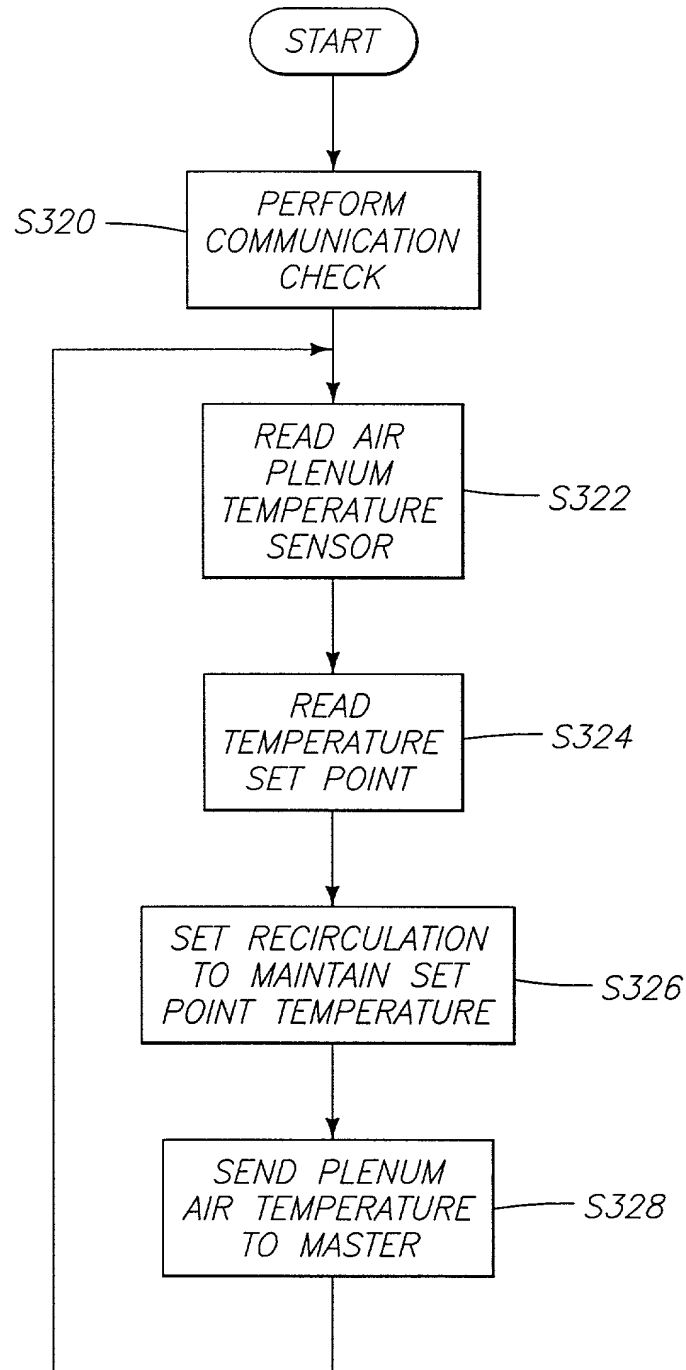 START
S320
PERFORM
COMMUNICATION
CHECK
READ AIR
PLENUM
TEMPERATURE
SENSOR
S322
READ
TEMPERATURE
SET POINT
S324
SET RECIRCULATION
TO MAINTAIN SET
POINT TEMPERATURE
S326
SEND PLENUM
AIR TEMPERATURE
TO MASTER
S328